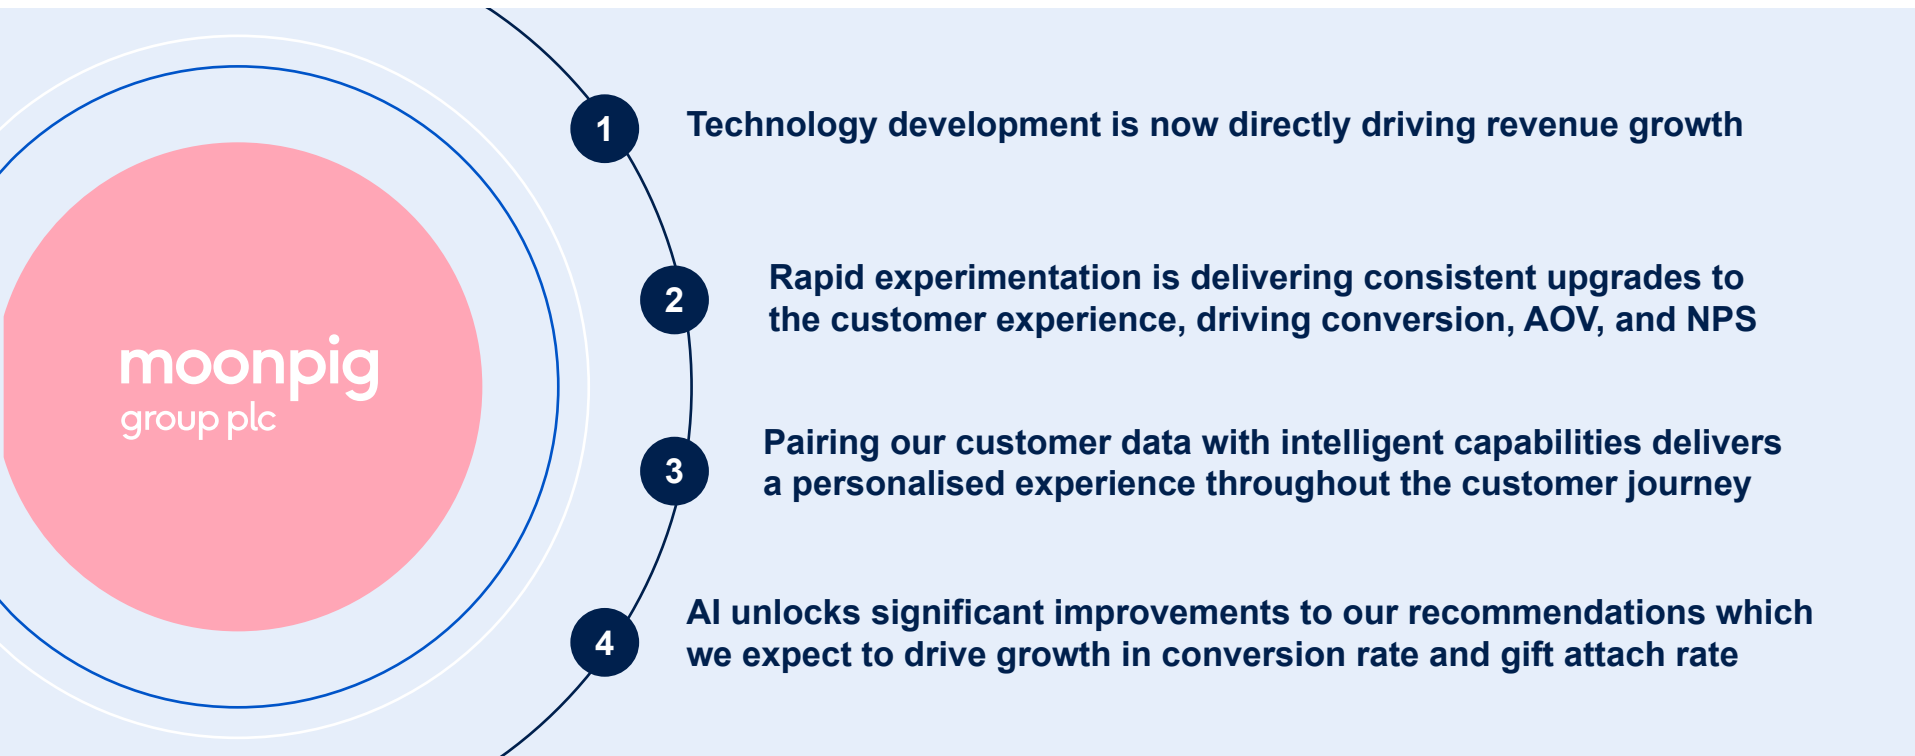 moonpig
group plc
1
Technology development is now directly driving revenue growth
2
Rapid experimentation is delivering consistent upgrades to
the customer experience, driving conversion, AOV, and NPS
3
Pairing our customer data with intelligent capabilities delivers
a personalised experience throughout the customer journey
4
AI unlocks significant improvements to our recommendations which
we expect to drive growth in conversion rate and gift attach rate